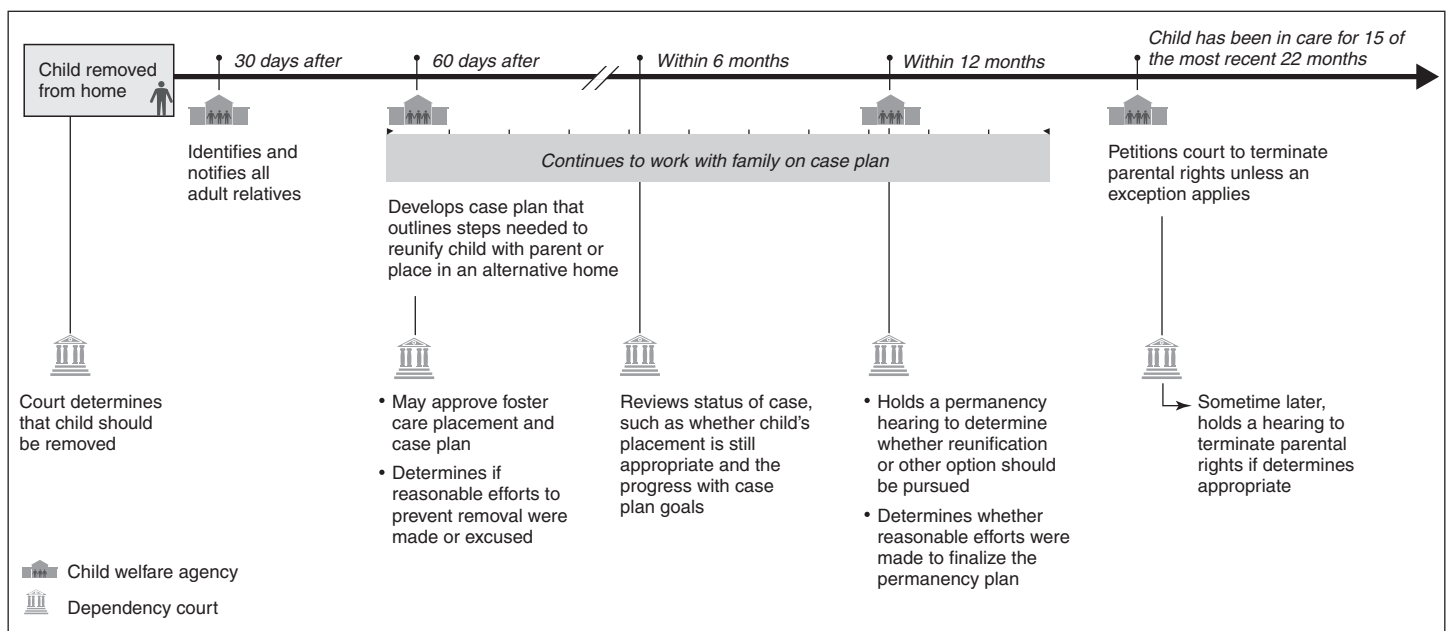 Child removed
from home
30 days after
60 days after
Within 6 months
Within 12 months
Child has been in care for 15 of
the most recent 22 months
Identifies and
notifies all
adult relatives
Continues to work with family on case plan
Develops case plan that
outlines steps needed to
reunify child with parent or
place in an alternative home
Petitions court to terminate
parental rights unless an
exception applies
Court determines
that child should
be removed
• May approve foster
care placement and
case plan
• Determines if
reasonable efforts to
prevent removal were
made or excused
Reviews status of case,
such as whether child’s
placement is still
appropriate and the
progress with case
plan goals
• Holds a permanency
hearing to determine
whether reunification
or other option should
be pursued
• Determines whether
reasonable efforts were
made to finalize the
permanency plan
Sometime later,
holds a hearing to
terminate parental
rights if determines
appropriate
Child welfare agency
Dependency court